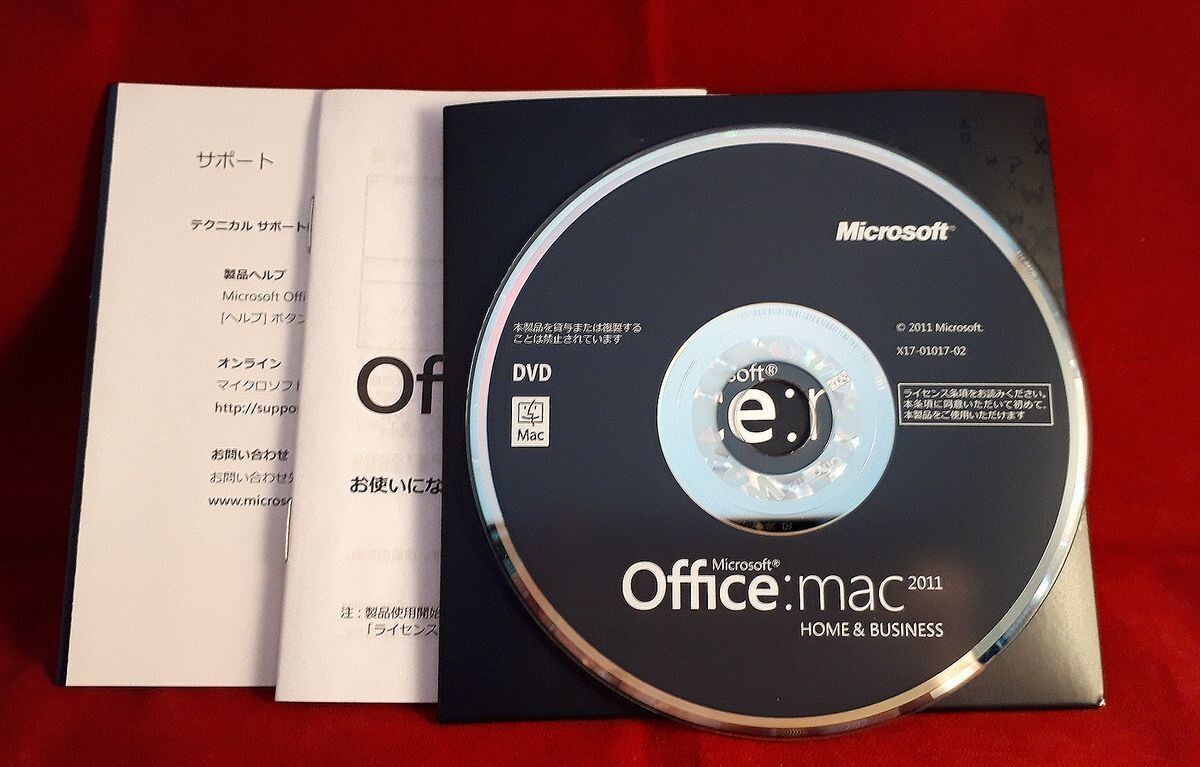 サポート
テクニカル サポート
製品ヘルプ
Microsoft Offi
[ヘルプ] ボタン
オンライン
マイクロソフト
http://suppo
お問い合わせ
お問い合わせ
www.micros
Of
お使いにな
注：製品使用開始
「ライセンス
Microsoft®
本製品を貸与または複製する
ことは禁止されています
DVD
Mac
© 2011 Microsoft.
X17-01017-02
ライセンス条項をお読みください。
本条項に同意いただいて初めて、
本製品をご使用いただけます
soft®
e:m
Microsoft®
Office:mac 2011
HOME & BUSINESS